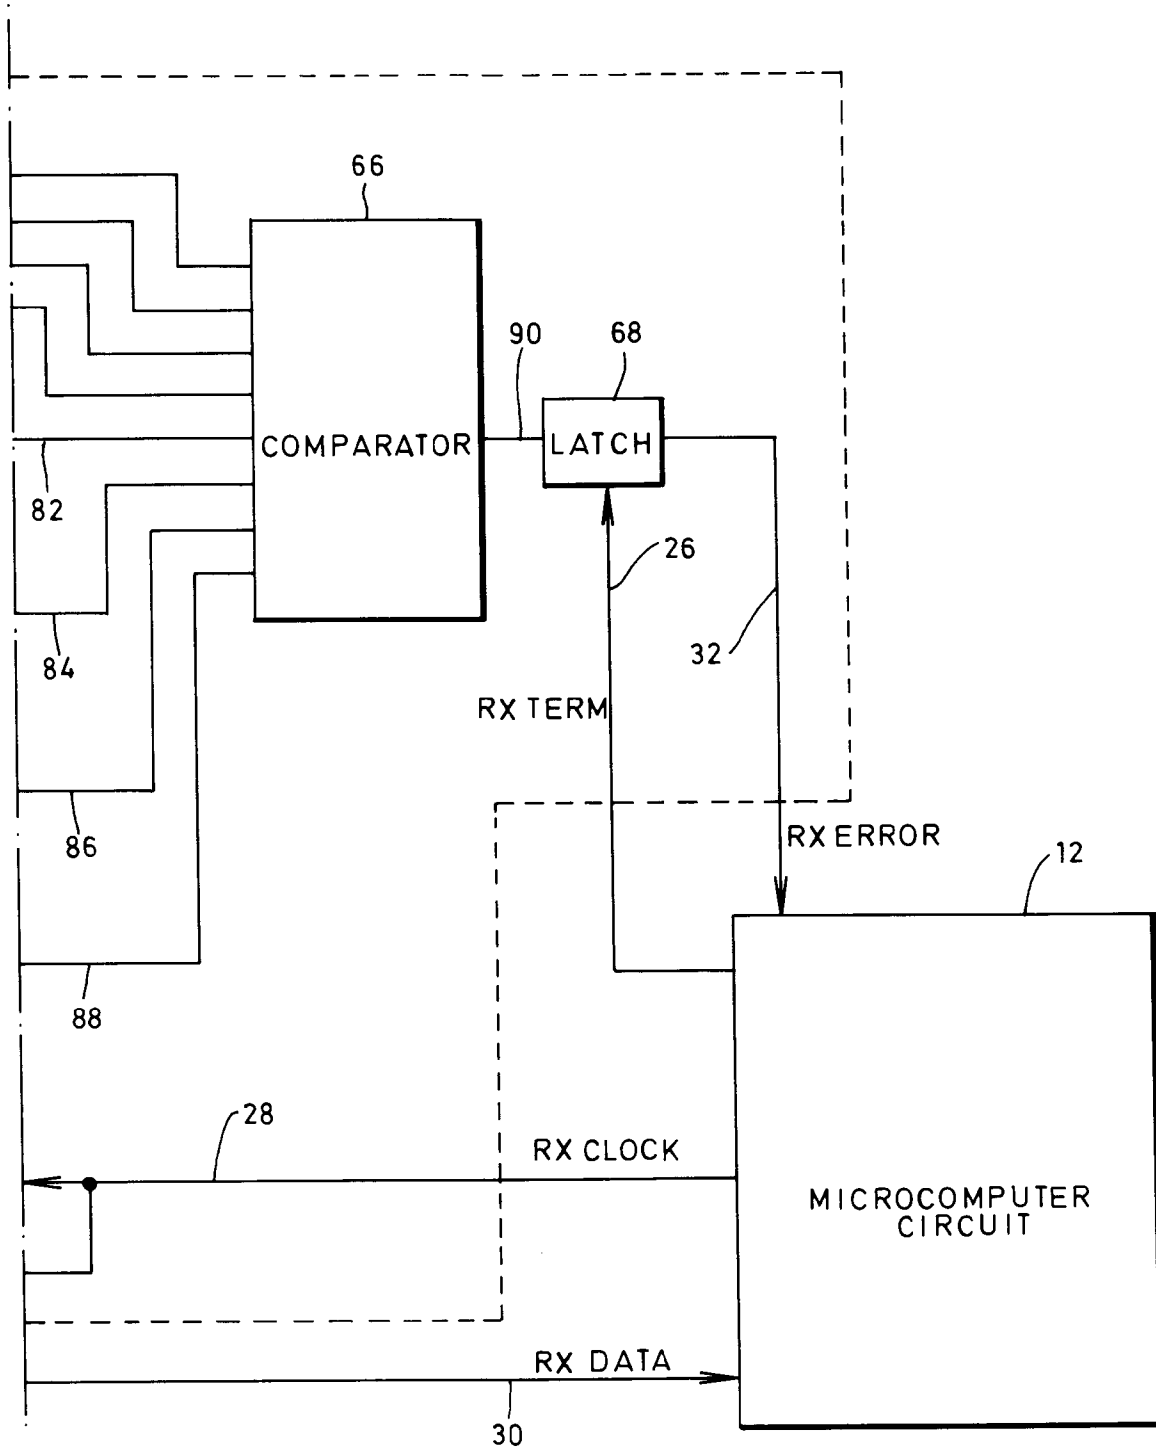 66
90
68
COMPARATOR
LATCH
82
26
32
84
RX TERM
86
RX ERROR
12
88
28
RX CLOCK
MICROCOMPUTER
CIRCUIT
RX DATA
30